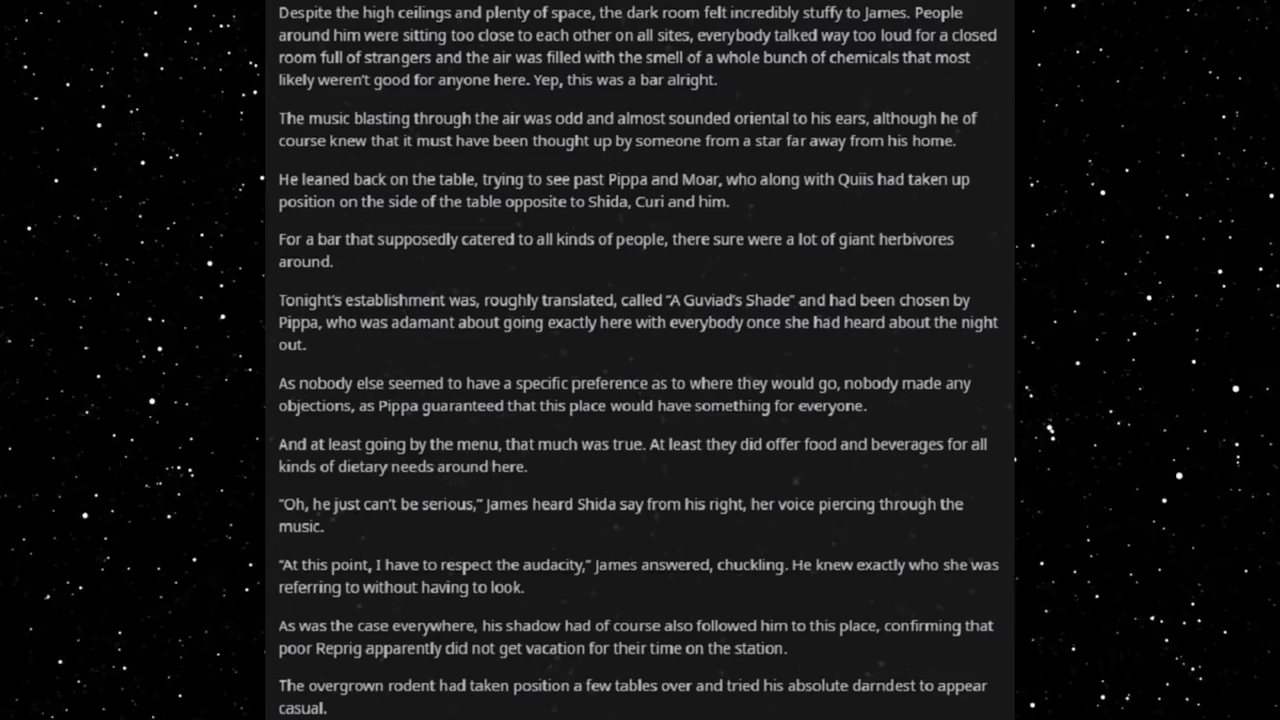 Despite the high ceilings and plenty of space, the dark room felt incredibly stuffy to James. People
around him were sitting too close to each other on all sites, everybody talked way too loud for a closed
room full of strangers and the air was filled with the smell of a whole bunch of chemicals that most
likely weren't good for anyone here. Yep, this was a bar alright.
The music blasting through the air was odd and almost sounded oriental to his ears, although he of
course knew that it must have been thought up by someone from a star far away from his home.
He leaned back on the table, trying to see past Pippa and Moar, who along with Quiis had taken up
position on the side of the table opposite to Shida, Curi and him.
For a bar that supposedly catered to all kinds of people, there sure were a lot of giant herbivores
around.
Tonight's establishment was, roughly translated, called “A Guviad's Shade” and had been chosen by
Pippa, who was adamant about going exactly here with everybody once she had heard about the night
out.
As nobody else seemed to have a specific preference as to where they would go, nobody made any
objections, as Pippa guaranteed that this place would have something for everyone.
And at least going by the menu, that much was true. At least they did offer food and beverages for all
kinds of dietary needs around here.
“Oh, he just can't be serious,” James heard Shida say from his right, her voice piercing through the
music.
“At this point, I have to respect the audacity,” James answered, chuckling. He knew exactly who she was
referring to without having to look.
As was the case everywhere, his shadow had of course also followed him to this place, confirming that
poor Reprig apparently did not get vacation for their time on the station.
The overgrown rodent had taken position a few tables over and tried his absolute darndest to appear
casual.